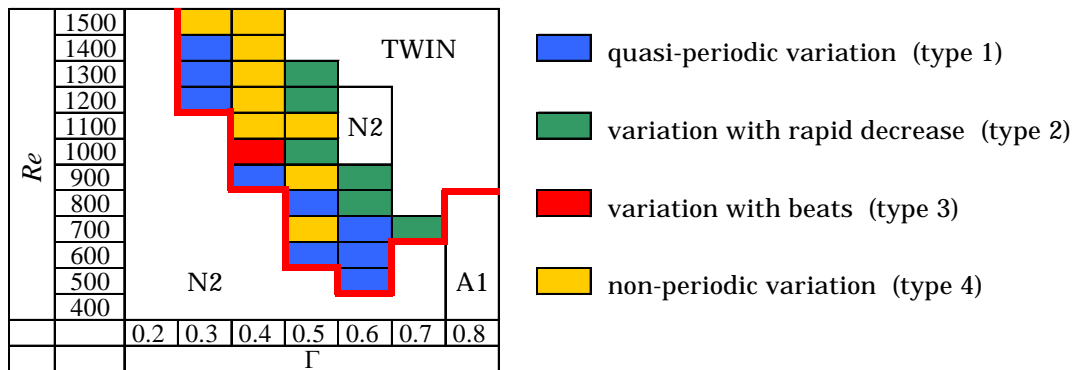 1500
1400
1300
1200
1100
1000
900
800
700
600
500
400
Re
TWIN
N2
N2
A1
0.2 0.3 0.4 0.5 0.6 0.7 0.8
Γ
quasi-periodic variation (type 1)
variation with rapid decrease (type 2)
variation with beats (type 3)
non-periodic variation (type 4)